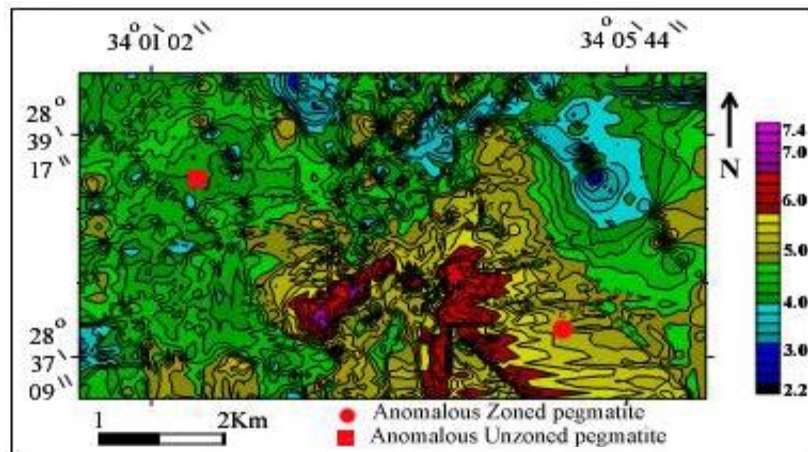 34° 01' 02''
34° 05' 44''
28°
39'
17''
N
7.4
7.0
6.0
5.0
4.0
3.0
2.2
28°
37'
09''
1 2Km
Anomalous Zoned pegmatite
Anomalous Unzoned pegmatite